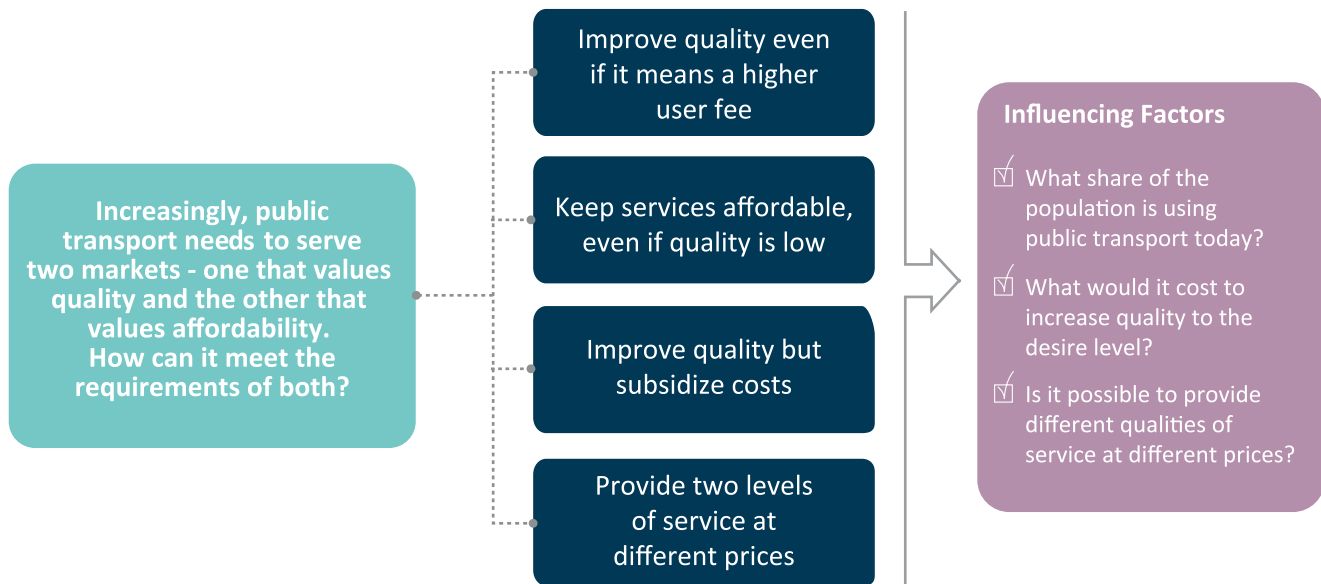 Increasingly, public
transport needs to serve
two markets - one that values
quality and the other that
values affordability.
How can it meet the
requirements of both?
Improve quality even
if it means a higher
user fee
Keep services affordable,
even if quality is low
Improve quality but
subsidize costs
Provide two levels
of service at
different prices
Influencing Factors
What share of the
population is using
public transport today?
What would it cost to
increase quality to the
desire level?
Is it possible to provide
different qualities of
service at different prices?